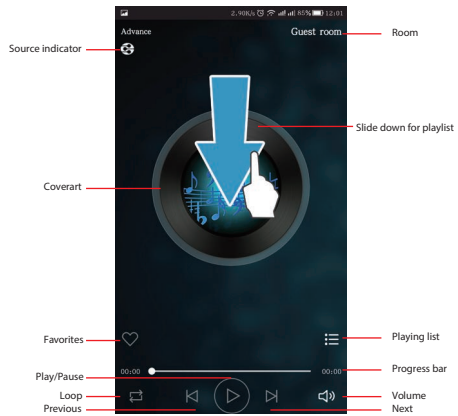 2.90K/s 85% 12:01
Advance Guest room Room
Source indicator
Slide down for playlist
Coverart
Favorites Playing list
00:00 00:00 Progress bar
Play/Pause
Loop Volume
Previous Next